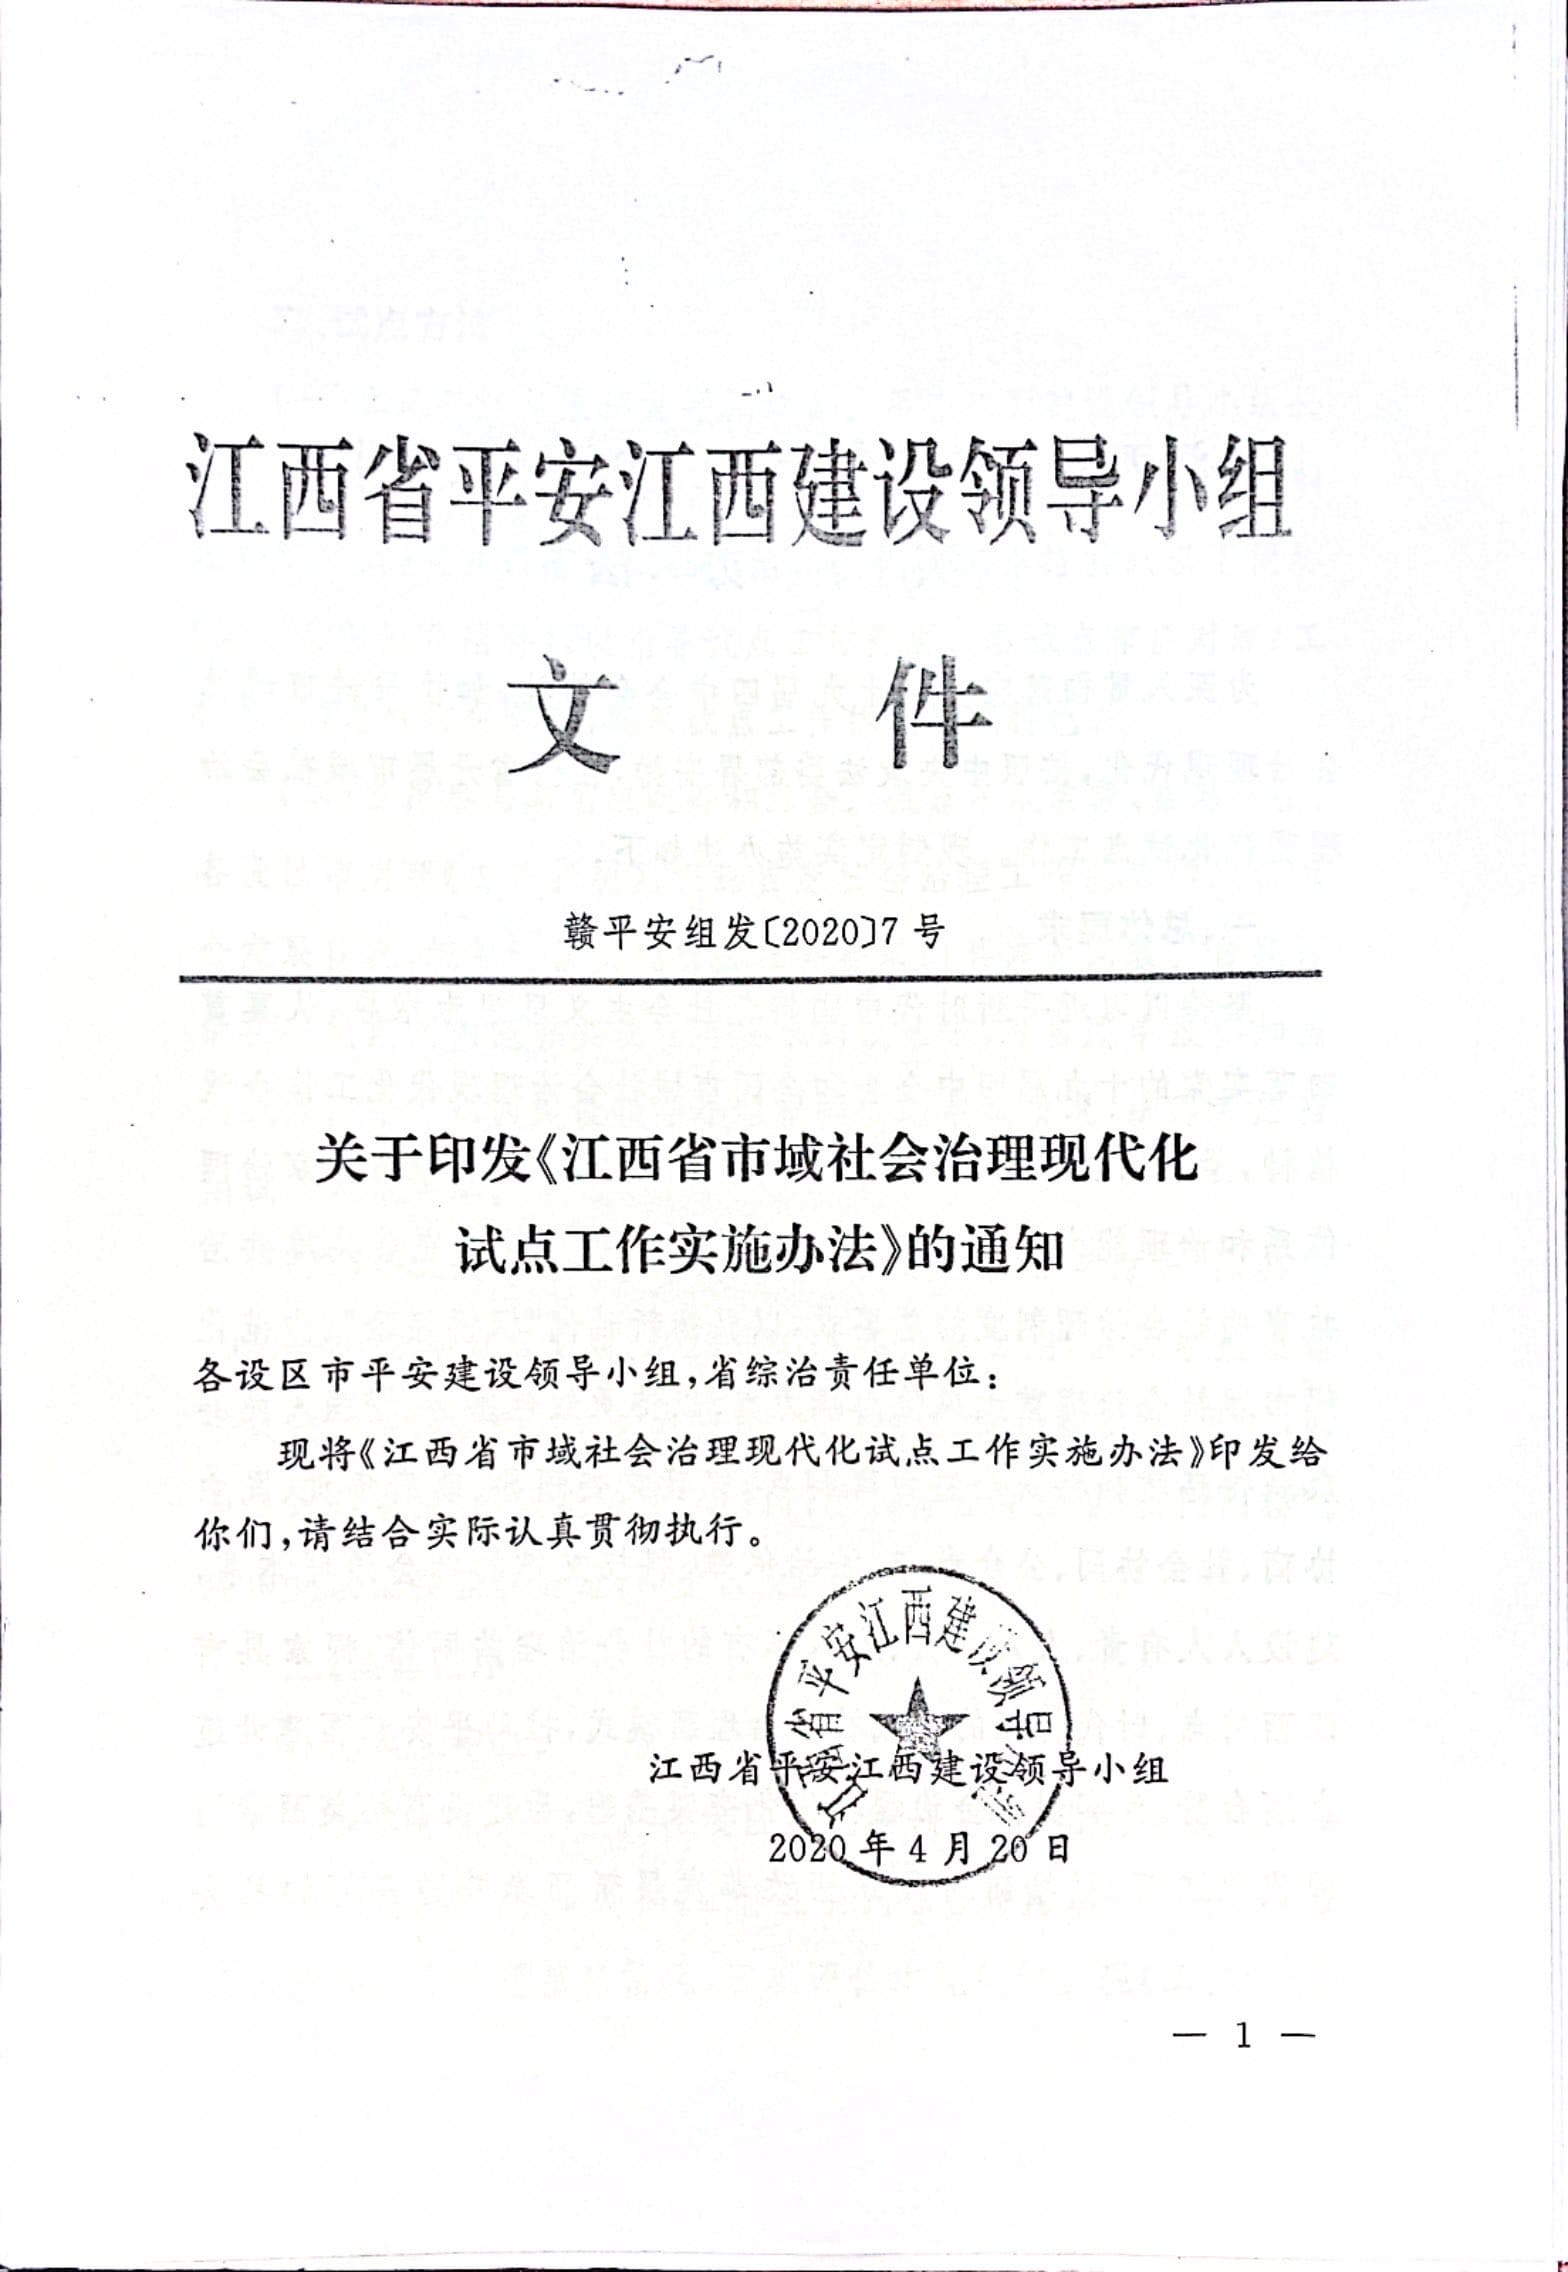 江西省平安江西建设领导小组
文 件
赣平安组发〔2020〕7号
关于印发《江西省市域社会治理现代化
试点工作实施办法》的通知
各设区市平安建设领导小组,省综治责任单位:
现将《江西省市域社会治理现代化试点工作实施办法》印发给
你们,请结合实际认真贯彻执行。
江西省平安江西建设领导小组
江西省平安江西建设领导小组
2020年4月20日
— 1 —